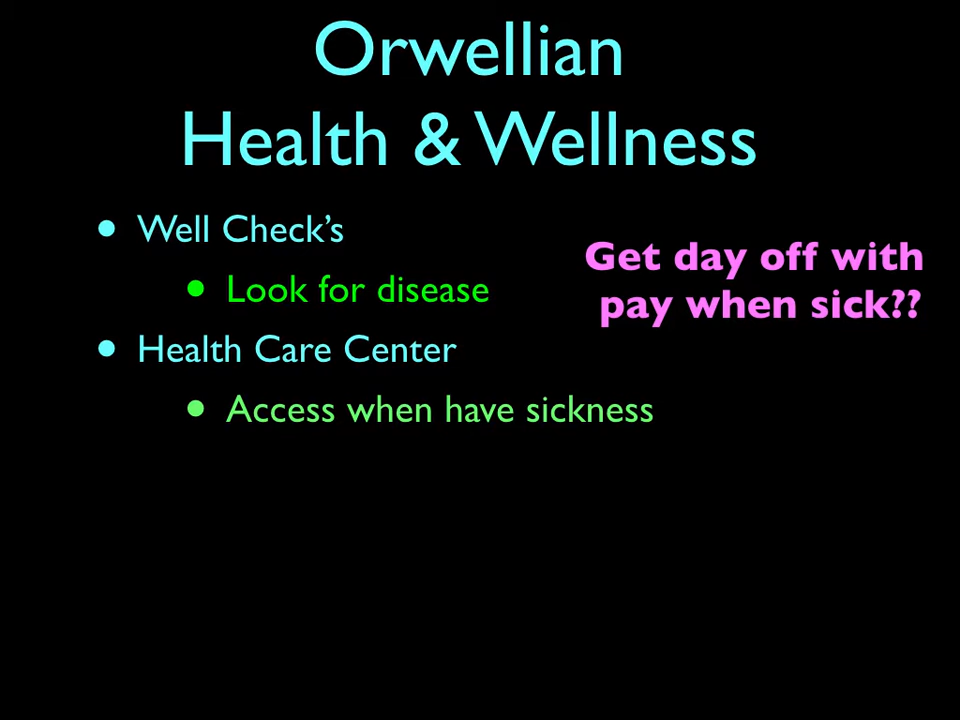 Orwellian
Health & Wellness
• Well Check's
• Look for disease
• Health Care Center
• Access when have sickness
Get day off with
pay when sick??